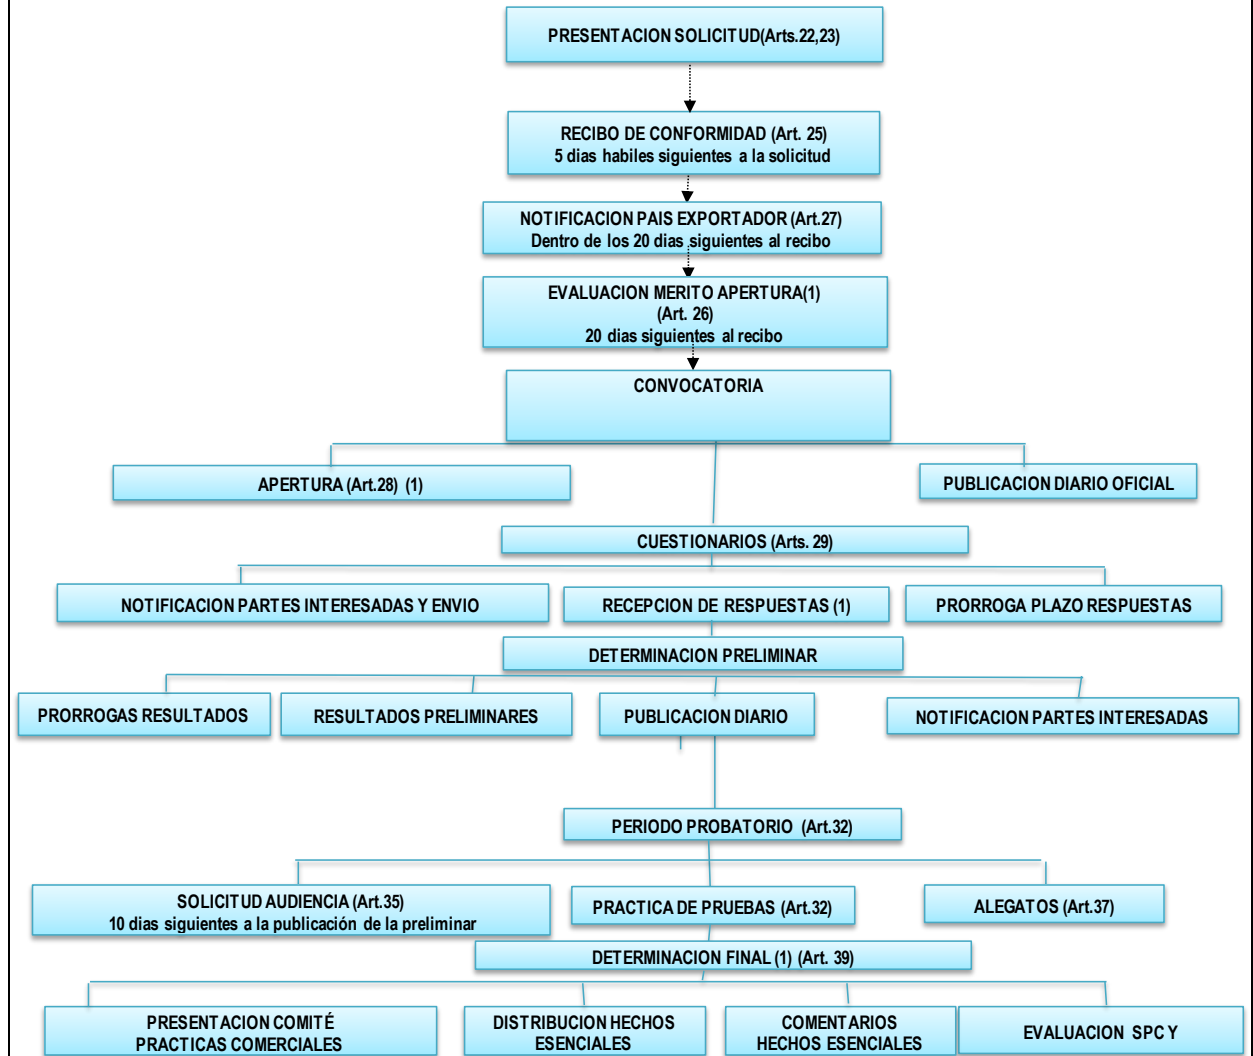 PRESENTACION SOLICITUD(Arts.22,23)
RECIBO DE CONFORMIDAD (Art. 25)
5 dias habiles siguientes a la solicitud
NOTIFICACION PAIS EXPORTADOR (Art.27)
Dentro de los 20 dias siguientes al recibo
EVALUACION MERITO APERTURA(1)
(Art. 26)
20 dias siguientes al recibo
CONVOCATORIA
APERTURA (Art.28) (1)
PUBLICACION DIARIO OFICIAL
CUESTIONARIOS (Arts. 29)
NOTIFICACION PARTES INTERESADAS Y ENVIO
RECEPCION DE RESPUESTAS (1)
PRORROGA PLAZO RESPUESTAS
DETERMINACION PRELIMINAR
PRORROGAS RESULTADOS
RESULTADOS PRELIMINARES
PUBLICACION DIARIO
NOTIFICACION PARTES INTERESADAS
PERIODO PROBATORIO (Art.32)
SOLICITUD AUDIENCIA (Art.35)
10 dias siguientes a la publicación de la preliminar
PRACTICA DE PRUEBAS (Art.32)
ALEGATOS (Art.37)
DETERMINACION FINAL (1) (Art. 39)
PRESENTACION COMITÉ
PRACTICAS COMERCIALES
DISTRIBUCION HECHOS
ESENCIALES
COMENTARIOS
HECHOS ESENCIALES
EVALUACION SPC Y